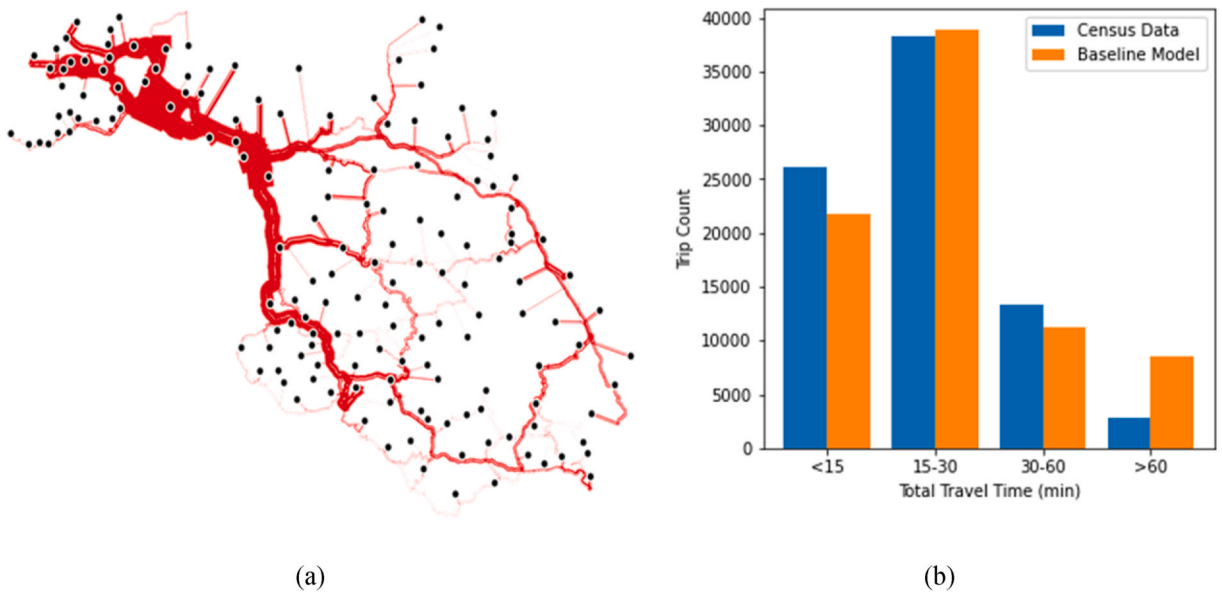 40000
35000
30000
25000
20000
15000
10000
5000
0
Trip Count
Census Data
Baseline Model
<15 15-30 30-60 >60
Total Travel Time (min)
(a) (b)